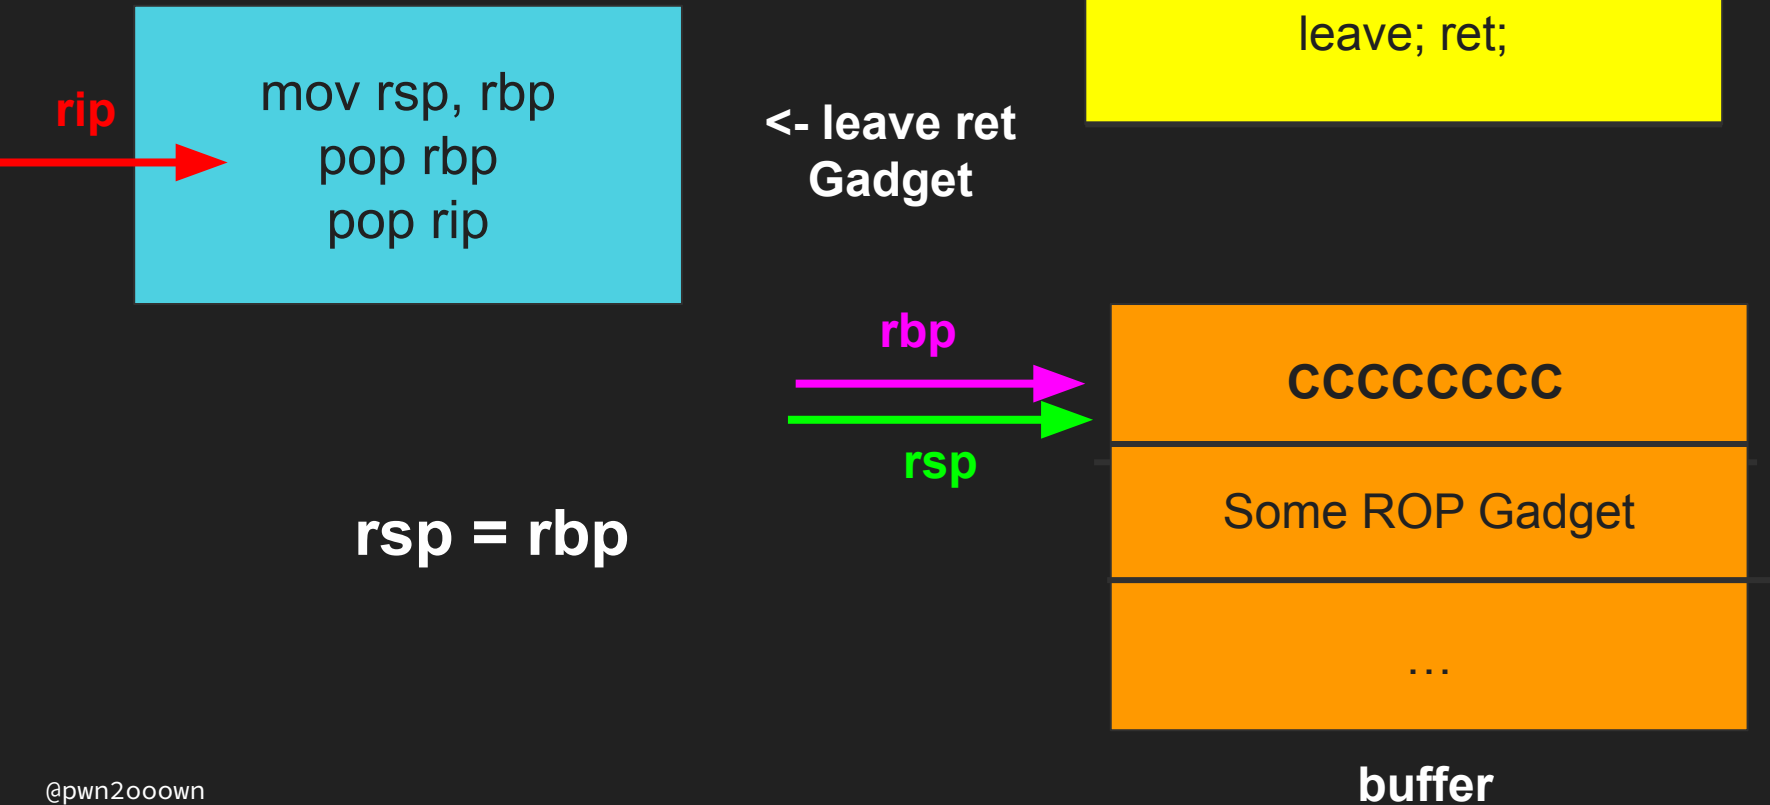 leave; ret;
mov rsp, rbp
pop rbp
pop rip
rip
<- leave ret
Gadget
rbp
rsp
CCCCCCCC
Some ROP Gadget
...
rsp = rbp
buffer
@pwn2ooown